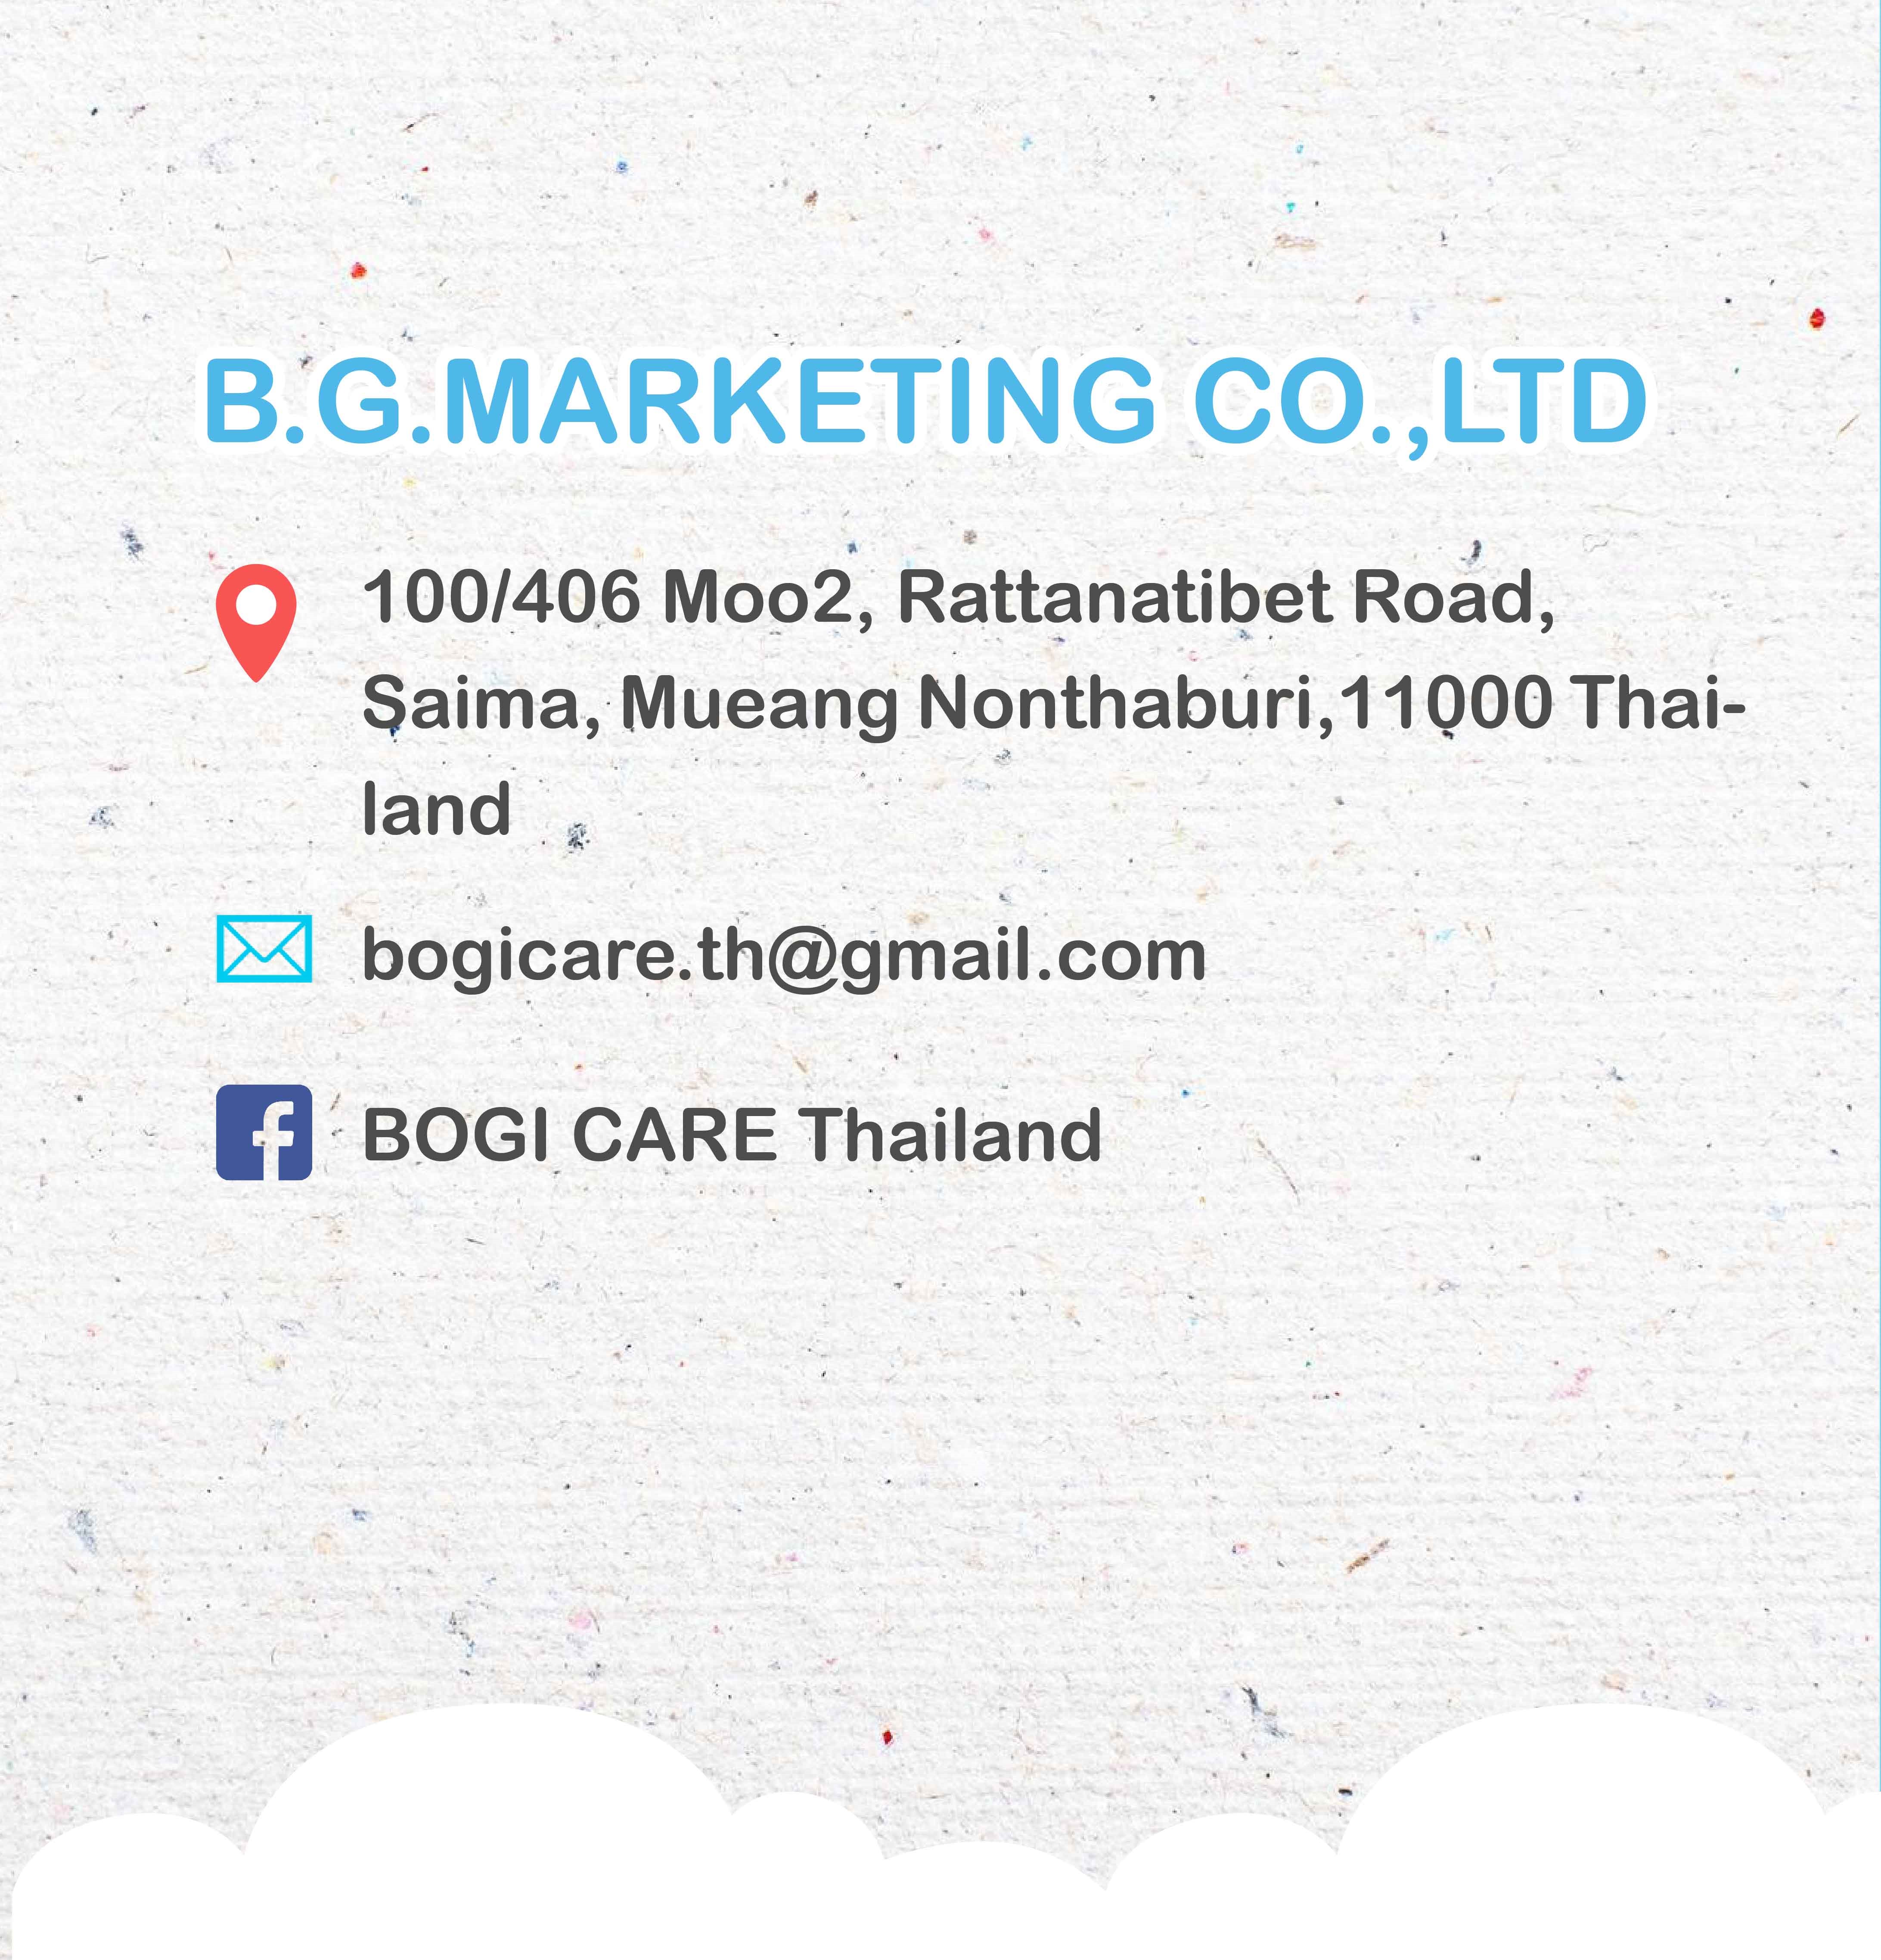 B.G.MARKETING CO.,LTD
100/406 Moo2, Rattanatibet Road,
Saima, Mueang Nonthaburi,11000 Thai-
land
bogicare.th@gmail.com
BOGI CARE Thailand